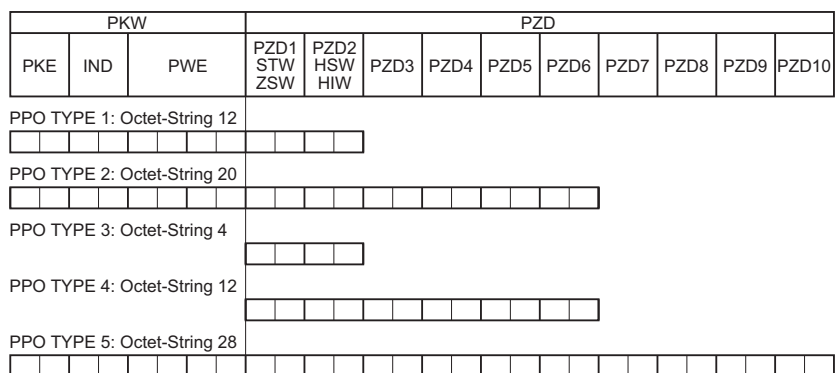 PKW PZD
PKE IND PWE PZD1 STW ZSW PZD2 HSW HIW PZD3 PZD4 PZD5 PZD6 PZD7 PZD8 PZD9 PZD10
PPO TYPE 1: Octet-String 12
PPO TYPE 2: Octet-String 20
PPO TYPE 3: Octet-String 4
PPO TYPE 4: Octet-String 12
PPO TYPE 5: Octet-String 28